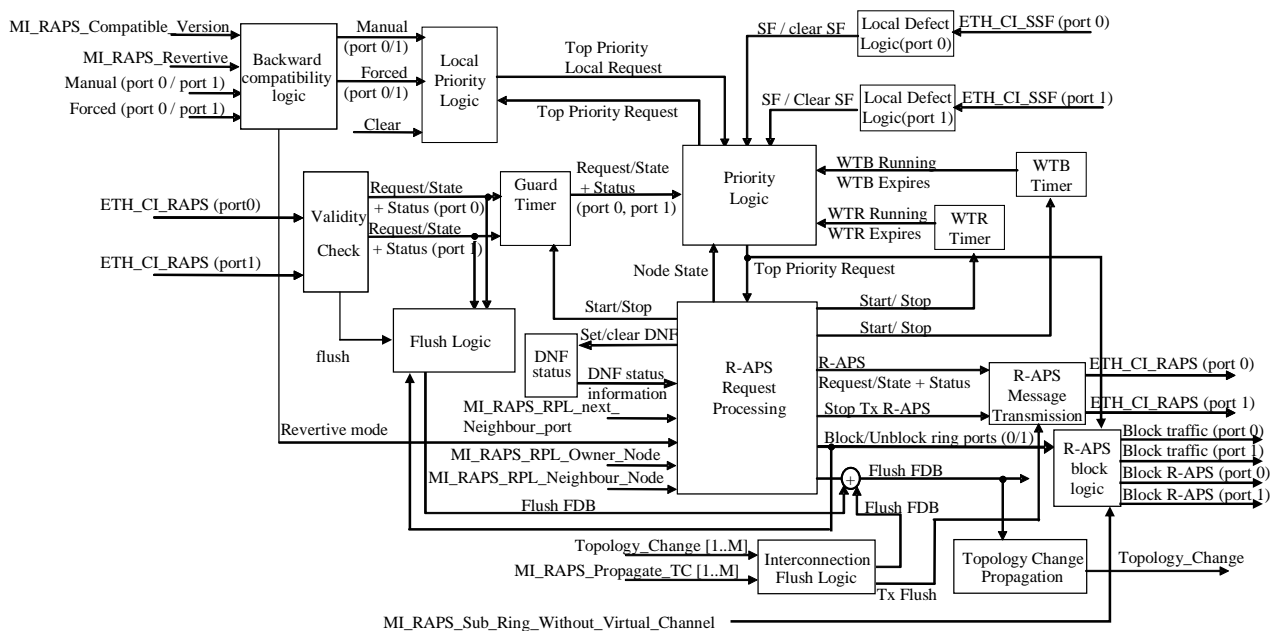 MI_RAPS_Compatible_Version
MI_RAPS_Revertive
Manual (port 0 / port 1)
Forced (port 0 / port 1)
Backward
compatibility
logic
Manual
(port 0/1)
Forced
(port 0/1)
Clear
Local
Priority
Logic
Top Priority
Local Request
Top Priority Request
SF / clear SF
Local Defect
Logic(port 0)
ETH_CI_SSF (port 0)
SF / Clear SF
Local Defect
Logic(port 1)
ETH_CI_SSF (port 1)
ETH_CI_RAPS (port0)
ETH_CI_RAPS (port1)
Validity
Check
Request/State
+ Status (port 0)
Request/State
+ Status (port 1)
Guard
Timer
Request/State
+ Status
(port 0, port 1)
Priority
Logic
WTB Running
WTB Expires
WTB
Timer
WTR Running
WTR Expires
WTR
Timer
Node State
Top Priority Request
Start/Stop
Start/ Stop
Start/ Stop
flush
Flush Logic
Set/clear DNF
DNF
status
DNF status
information
R-APS
Request
Processing
R-APS
Request/State + Status
Stop Tx R-APS
R-APS
Message
Transmission
ETH_CI_RAPS (port 0)
ETH_CI_RAPS (port 1)
MI_RAPS_RPL_next_
Neighbour_port
Revertive mode
MI_RAPS_RPL_Owner_Node
MI_RAPS_RPL_Neighbour_Node
Block/Unblock ring ports (0/1)
R-APS
block
logic
Block traffic (port 0)
Block traffic (port 1)
Block R-APS (port 0)
Block R-APS (port 1)
+
Flush FDB
Flush FDB
Flush FDB
Topology_Change [1..M]
MI_RAPS_Propagate_TC [1..M]
Interconnection
Flush Logic
Tx Flush
Topology Change
Propagation
Topology_Change
MI_RAPS_Sub_Ring_Without_Virtual_Channel